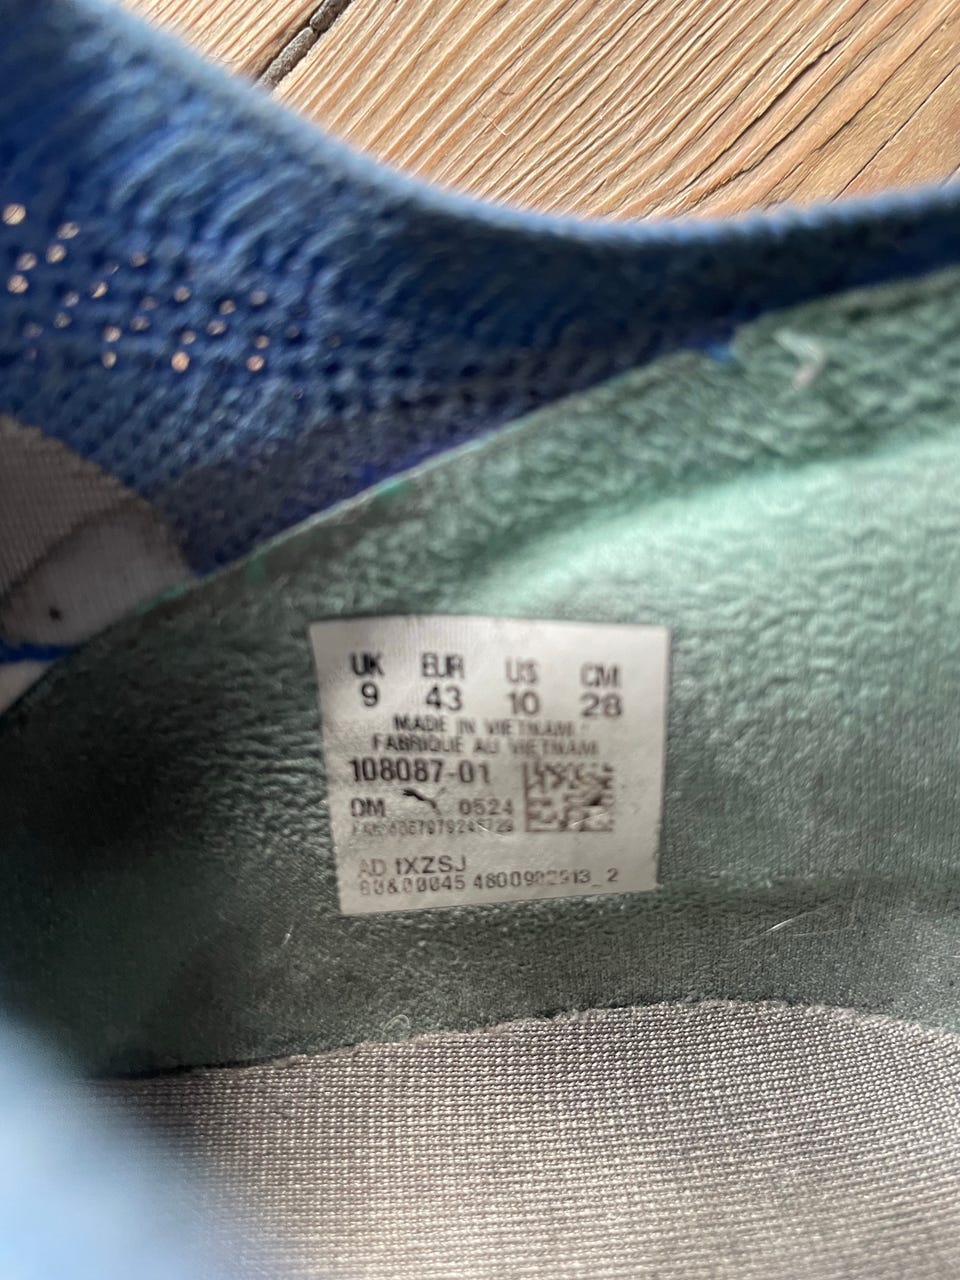 UK EUR US CM
9 43 10 28
MADE IN VIETNAM
FABRIQUE AU VIETNAM
108087-01
DM 0524
AD tXZSJ